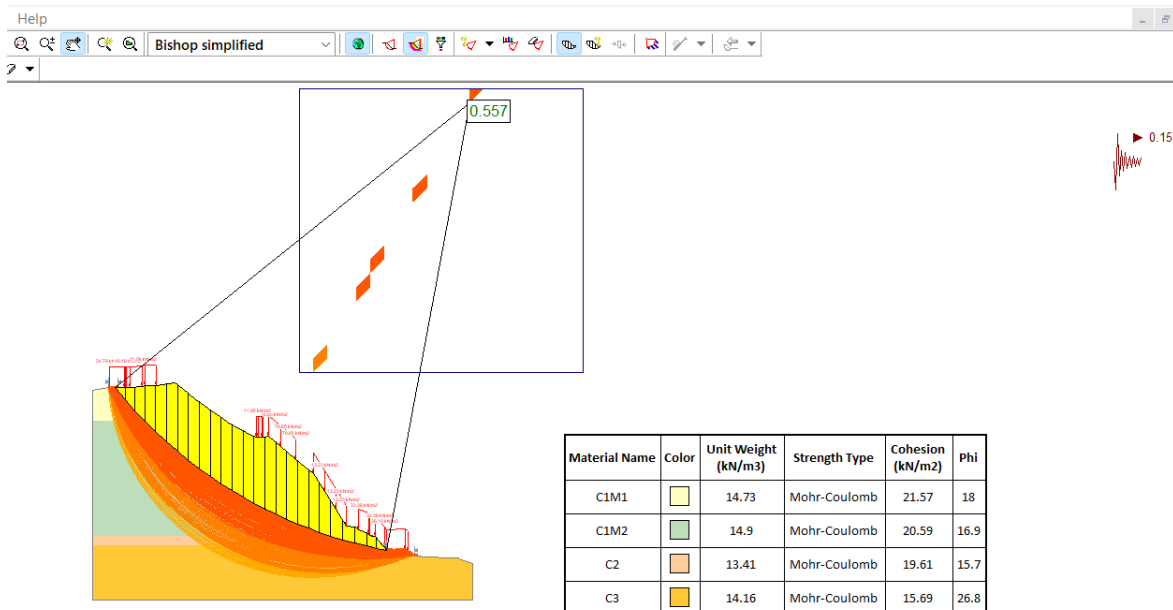 Help
Bishop simplified
0.557
0.15
Material Name Color Unit Weight (kN/m3) Strength Type Cohesion (kN/m2) Phi
C1M1 14.73 Mohr-Coulomb 21.57 18
C1M2 14.9 Mohr-Coulomb 20.59 16.9
C2 13.41 Mohr-Coulomb 19.61 15.7
C3 14.16 Mohr-Coulomb 15.69 26.8